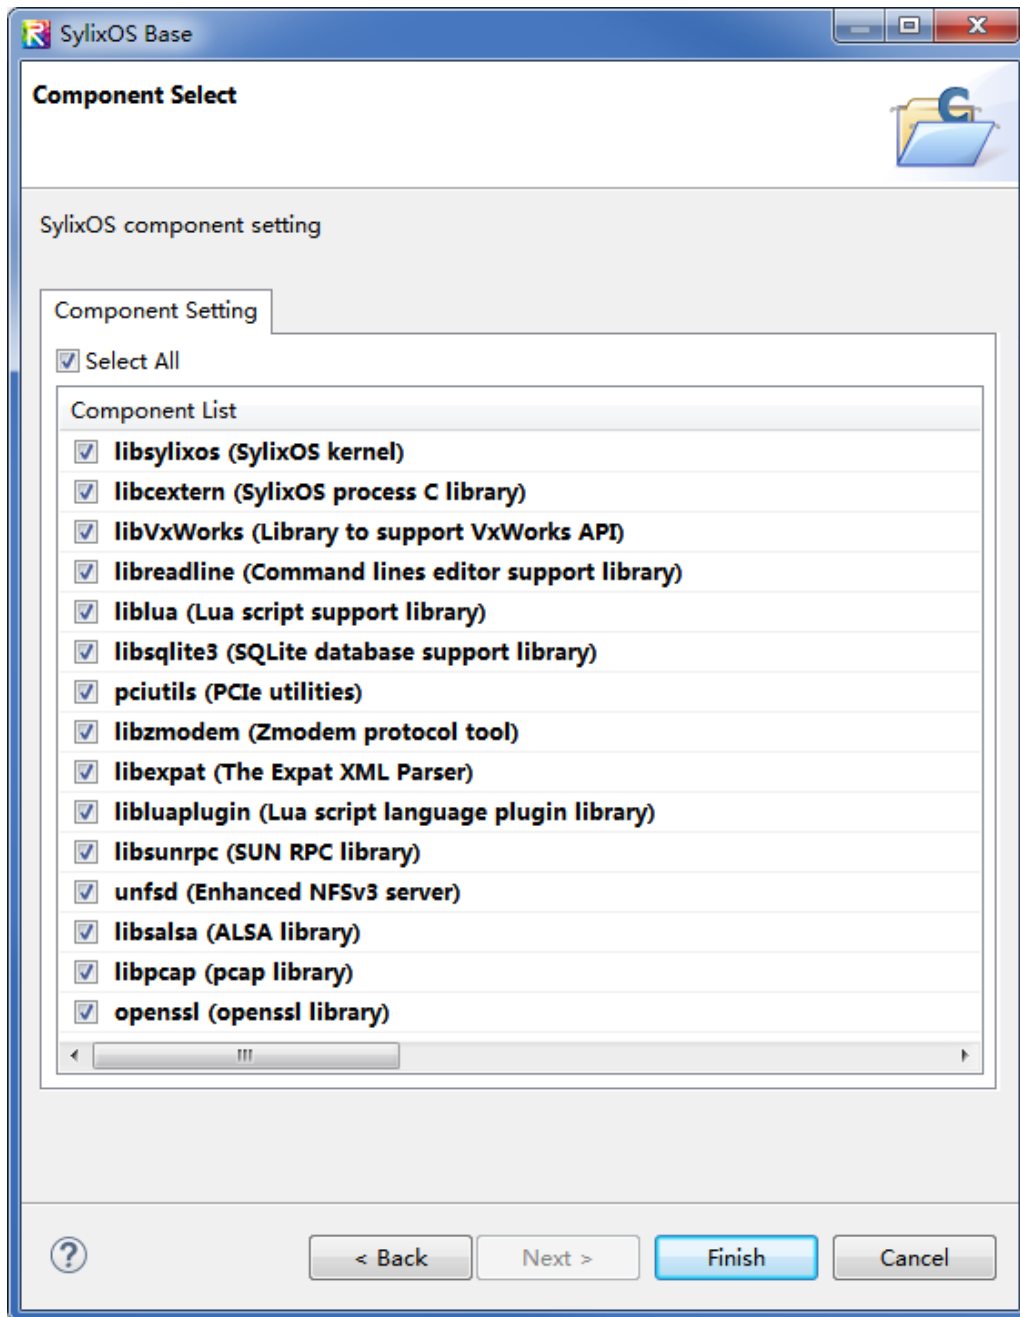 SylixOS Base
Component Select
SylixOS component setting
Component Setting
Select All
Component List
libsylixos (SylixOS kernel)
libcextern (SylixOS process C library)
libVxWorks (Library to support VxWorks API)
libreadline (Command lines editor support library)
liblua (Lua script support library)
libsqlite3 (SQLite database support library)
pciutils (PCIe utilities)
libzmodem (Zmodem protocol tool)
libexpat (The Expat XML Parser)
libluaplugin (Lua script language plugin library)
libsunrpc (SUN RPC library)
unfsd (Enhanced NFSv3 server)
libsalsa (ALSA library)
libpcap (pcap library)
openssl (openssl library)
< Back Next > Finish Cancel